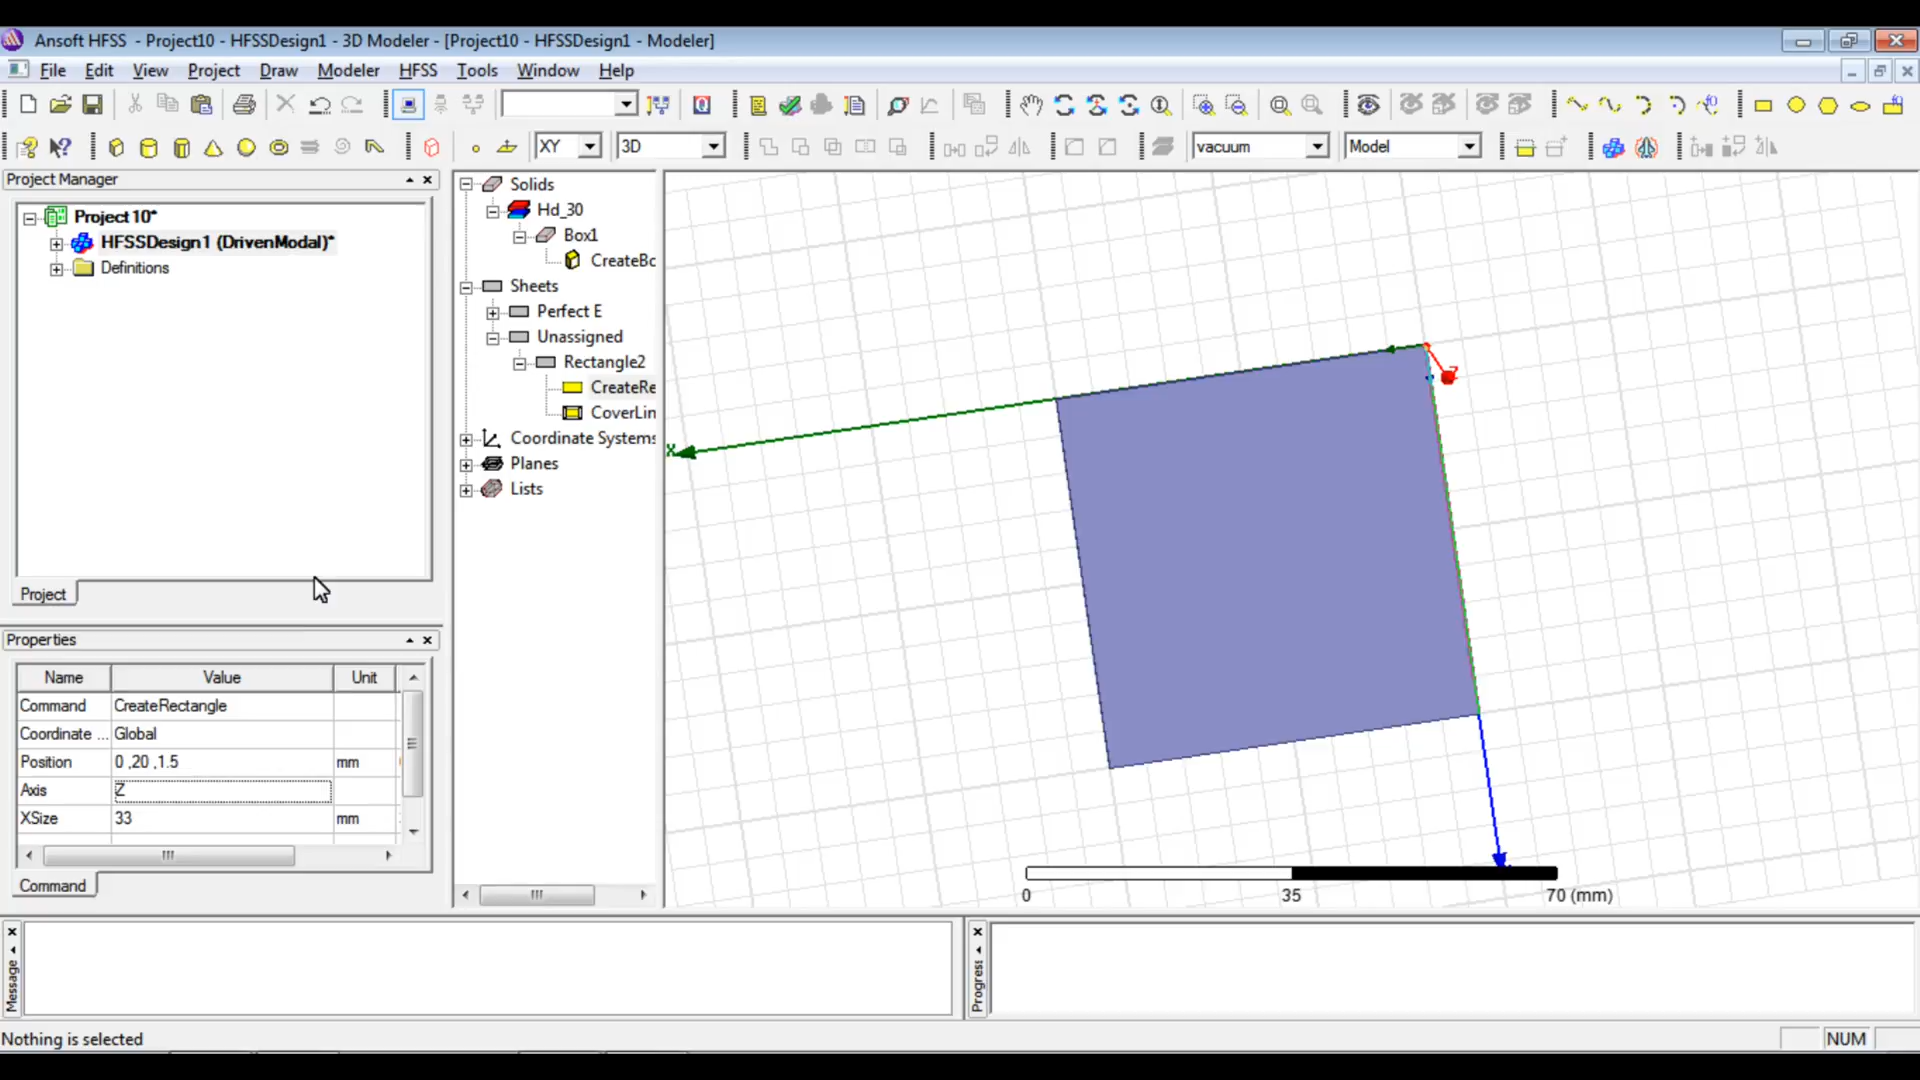 Ansoft HFSS - Project10 - HFSSDesign1 - 3D Modeler - [Project10 - HFSSDesign1 - Modeler]
File Edit View Project Draw Modeler HFSS Tools Window Help
XY 3D vacuum Model
Project Manager
Project10*
HFSSDesign1 (DrivenModal)*
Definitions
Project
Properties
Name Value Unit
Command CreateRectangle
Coordinate ... Global
Position 0 ,20 ,1.5 mm
Axis Z
XSize 33 mm
Command
Solids
Hd_30
Box1
CreateBo
Sheets
Perfect E
Unassigned
Rectangle2
CreateRe
CoverLin
Coordinate Systems
Planes
Lists
X
Z
0 35 70 (mm)
Message
Progress
Nothing is selected
NUM